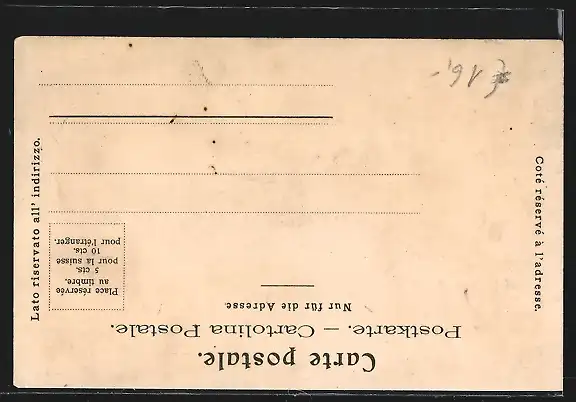 Carte postale.
Postkarte. — Cartolina Postale.
Nur für die Adresse.
Place réservée
au timbre.
5 cts.
pour la suisse
10 cts.
pour l'étranger.
Coté réservé à l'adresse.
Lato riservato all' indirizzo.